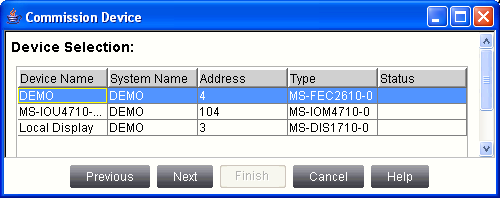 Commission Device
Device Selection:
Device Name System Name Address Type Status
DEMO DEMO 4 MS-FEC2610-0
MS-IOU4710-... DEMO 104 MS-IOM4710-0
Local Display DEMO 3 MS-DIS1710-0
Previous Next Finish Cancel Help